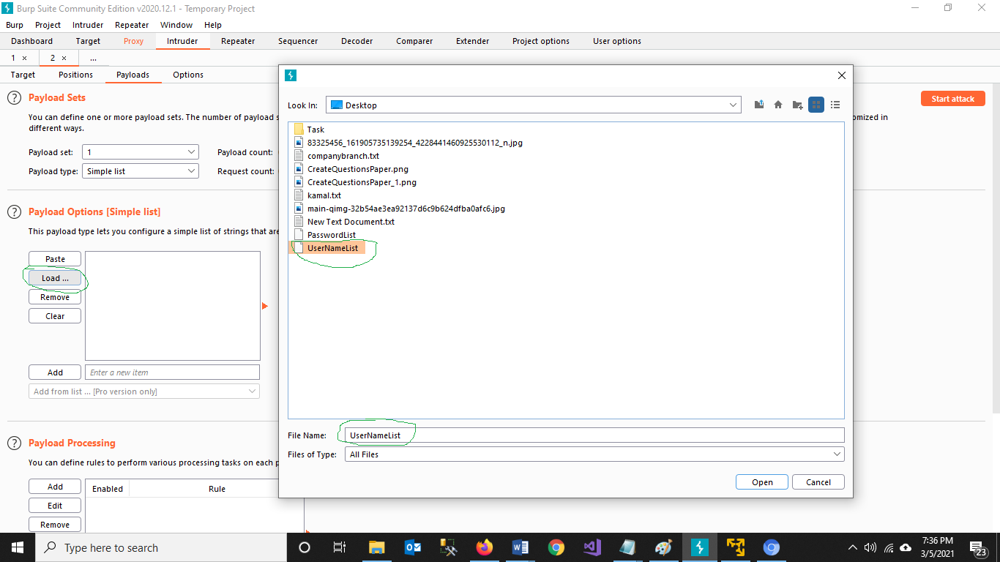 Burp Suite Community Edition v2020.12.1 - Temporary Project
Burp Project Intruder Repeater Window Help
Dashboard Target Proxy Intruder Repeater Sequencer Decoder Comparer Extender Project options User options
1 × 2 × ...
Target Positions Payloads Options
? Payload Sets
Start attack
You can define one or more payload sets. The number of payload s
omized in
different ways.
Payload set: 1 Payload count:
Payload type: Simple list Request count:
? Payload Options [Simple list]
This payload type lets you configure a simple list of strings that are
Paste
Load ...
Remove
Clear
Add Enter a new item
Add from list ... [Pro version only]
? Payload Processing
You can define rules to perform various processing tasks on each p
Add Enabled Rule
Edit
Remove
Look In: Desktop
Task
83325456_161905735139254_4228441460925530112_n.jpg
companybranch.txt
CreateQuestionsPaper.png
CreateQuestionsPaper_1.png
kamal.txt
main-qimg-32b54ae3ea92137d6c9b624dfba0afc6.jpg
New Text Document.txt
PasswordList
UserNameList
File Name: UserNameList
Files of Type: All Files
Open Cancel
Type here to search
7:36 PM
3/5/2021
23